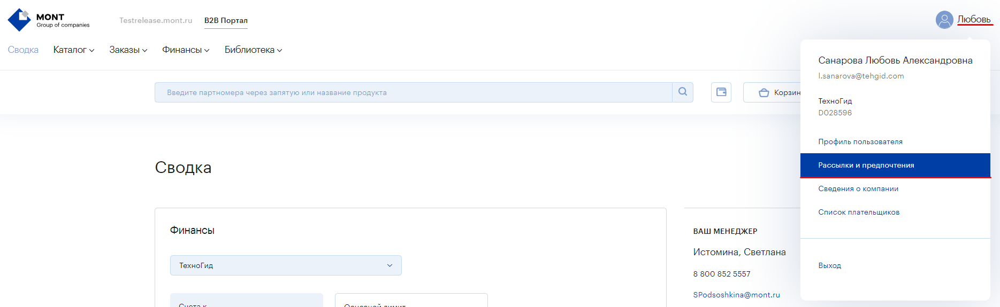 MONT
Group of companies
Testrelease.mont.ru
B2B Портал
Любовь
Сводка
Каталог
Заказы
Финансы
Библиотека
Введите партномера через запятую или название продукта
Корзин
Санарова Любовь Александровна
l.sanarova@tehgid.com
ТехноГид
D028596
Профиль пользователя
Рассылки и предпочтения
Сведения о компании
Список плательщиков
Выход
Сводка
Финансы
ТехноГид
Счета к
Основной лимит
ВАШ МЕНЕДЖЕР
Истомина, Светлана
8 800 852 5557
SPodsoshkina@mont.ru